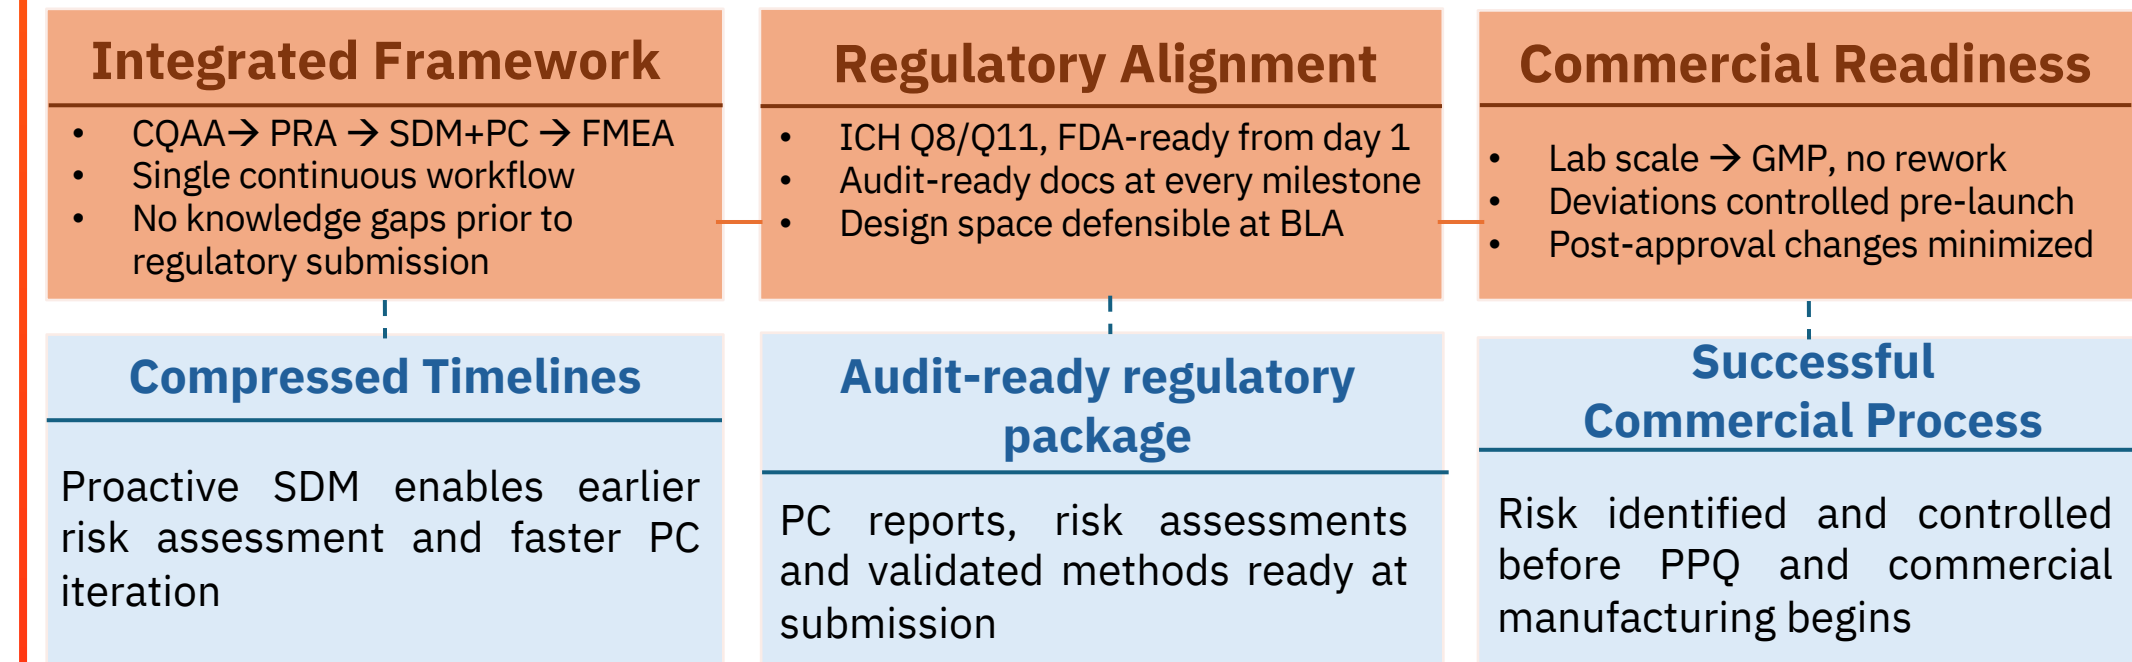 Integrated Framework
• CQAA→ PRA → SDM+PC → FMEA
• Single continuous workflow
• No knowledge gaps prior to
regulatory submission
Regulatory Alignment
• ICH Q8/Q11, FDA-ready from day 1
• Audit-ready docs at every milestone
• Design space defensible at BLA
Commercial Readiness
• Lab scale → GMP, no rework
• Deviations controlled pre-launch
• Post-approval changes minimized
Compressed Timelines
Proactive SDM enables earlier
risk assessment and faster PC
iteration
Audit-ready regulatory
package
PC reports, risk assessments
and validated methods ready at
submission
Successful
Commercial Process
Risk identified and controlled
before PPQ and commercial
manufacturing begins